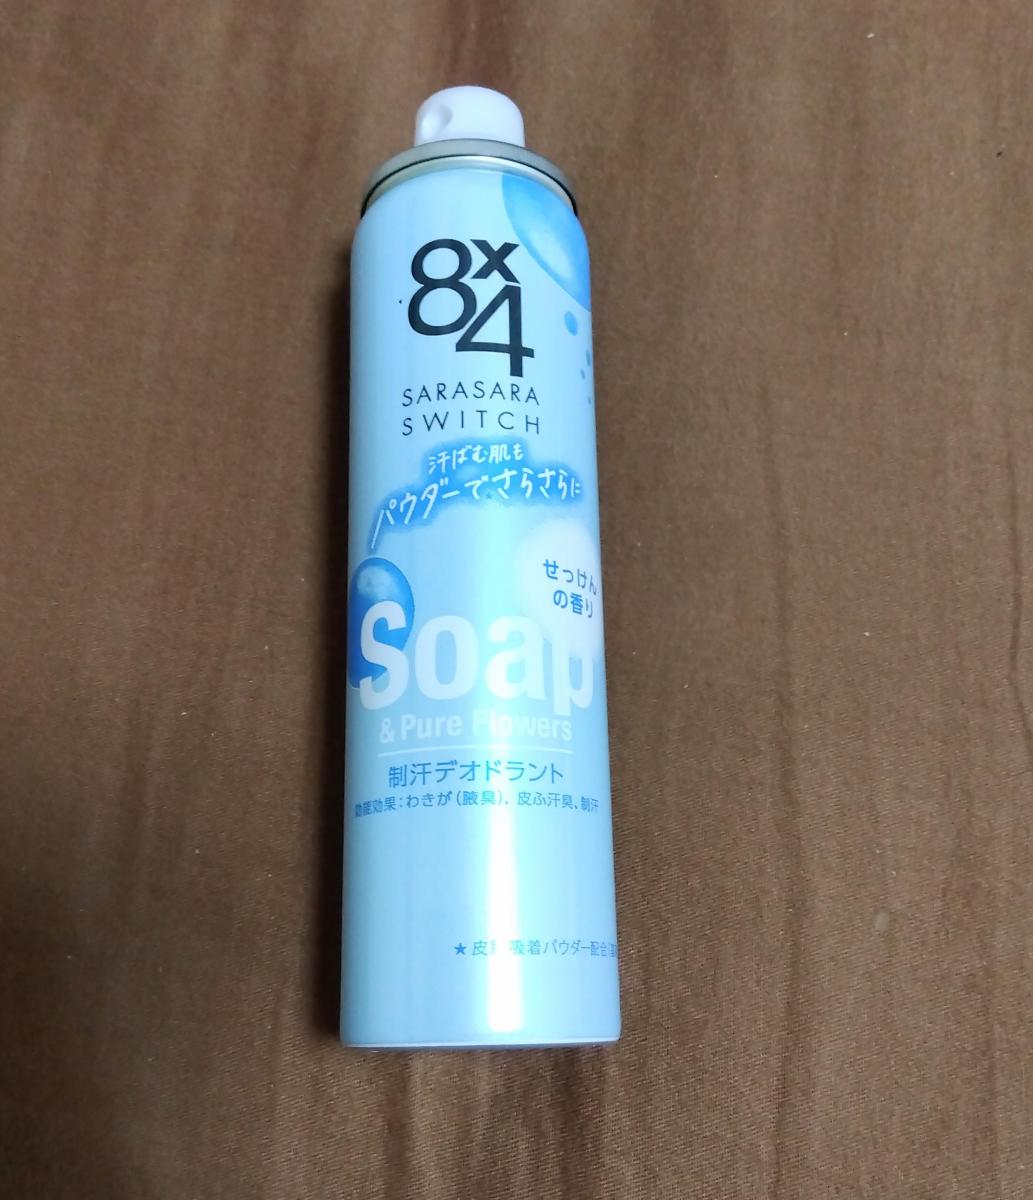 8x4
SARASARA
SWITCH
汗ばむ肌も
パウダーでさらさらに
せっけん
の香り
Soap
& Pure Flowers
制汗デオドラント
効能効果:わきが(腋臭)、皮ふ汗臭、制汗
★皮脂吸着パウダー配合